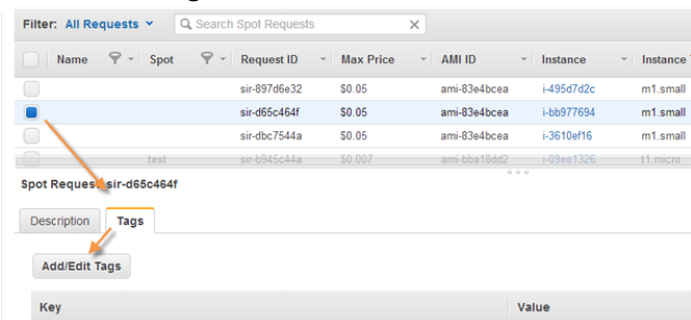 Filter: All Requests Search Spot Requests X
Name Spot Request ID Max Price AMI ID Instance Instance
sir-897d6e32 $0.05 ami-83e4bcea i-495d7d2c m1.small
sir-d65c464f $0.05 ami-83e4bcea i-bb977694 m1.small
sir-dbc7544a $0.05 ami-83e4bcea i-3610ef16 m1.small
test sir-b945c44a $0.007 ami-bba18dd2 i-09ee1326 t1.micro
Spot Request: sir-d65c464f
Description Tags
Add/Edit Tags
Key Value